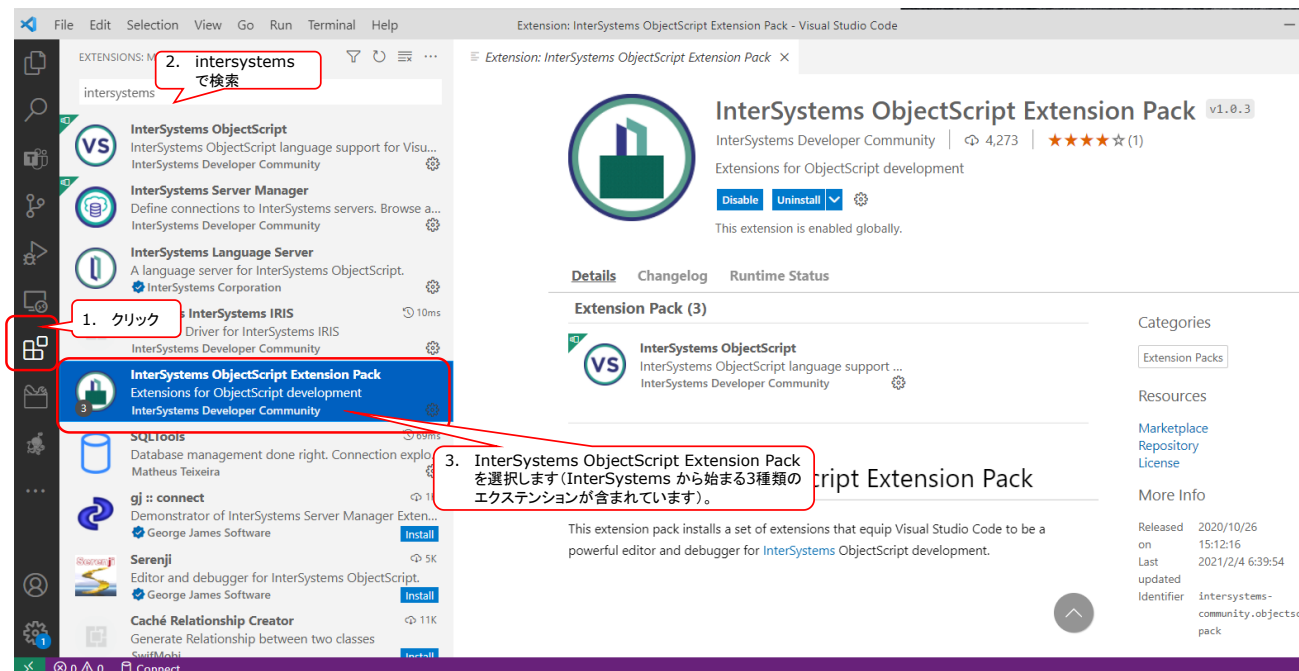 File Edit Selection View Go Run Terminal Help
Extension: InterSystems ObjectScript Extension Pack - Visual Studio Code
EXTENSIONS: M
2. intersystems
で検索
intersystems
InterSystems ObjectScript
InterSystems ObjectScript language support for Visu...
InterSystems Developer Community
InterSystems Server Manager
Define connections to InterSystems servers. Browse a...
InterSystems Developer Community
InterSystems Language Server
A language server for InterSystems ObjectScript.
InterSystems Corporation
1. クリック
s InterSystems IRIS
10ms
Driver for InterSystems IRIS
InterSystems Developer Community
InterSystems ObjectScript Extension Pack
Extensions for ObjectScript development
InterSystems Developer Community
3
SQLTools
69ms
Database management done right. Connection explo
Matheus Teixeira
gj :: connect
Demonstrator of InterSystems Server Manager Exten...
George James Software
Install
Serenji
5K
Editor and debugger for InterSystems ObjectScript.
George James Software
Install
Caché Relationship Creator
11K
Generate Relationship between two classes
SwifMobi
Install
Extension: InterSystems ObjectScript Extension Pack
InterSystems ObjectScript Extension Pack v1.0.3
InterSystems Developer Community 4,273 (1)
Extensions for ObjectScript development
Disable Uninstall
This extension is enabled globally.
Details Changelog Runtime Status
Extension Pack (3)
VS
InterSystems ObjectScript
InterSystems ObjectScript language support ...
InterSystems Developer Community
3. InterSystems ObjectScript Extension Pack
を選択します(InterSystems から始まる3種類の
エクステンションが含まれています)。
cript Extension Pack
This extension pack installs a set of extensions that equip Visual Studio Code to be a
powerful editor and debugger for InterSystems ObjectScript development.
Categories
Extension Packs
Resources
Marketplace
Repository
License
More Info
Released on 2020/10/26 15:12:16
Last updated 2021/2/4 6:39:54
Identifier intersystems-
community.objectsc
pack
VS
1
0 0 Connect